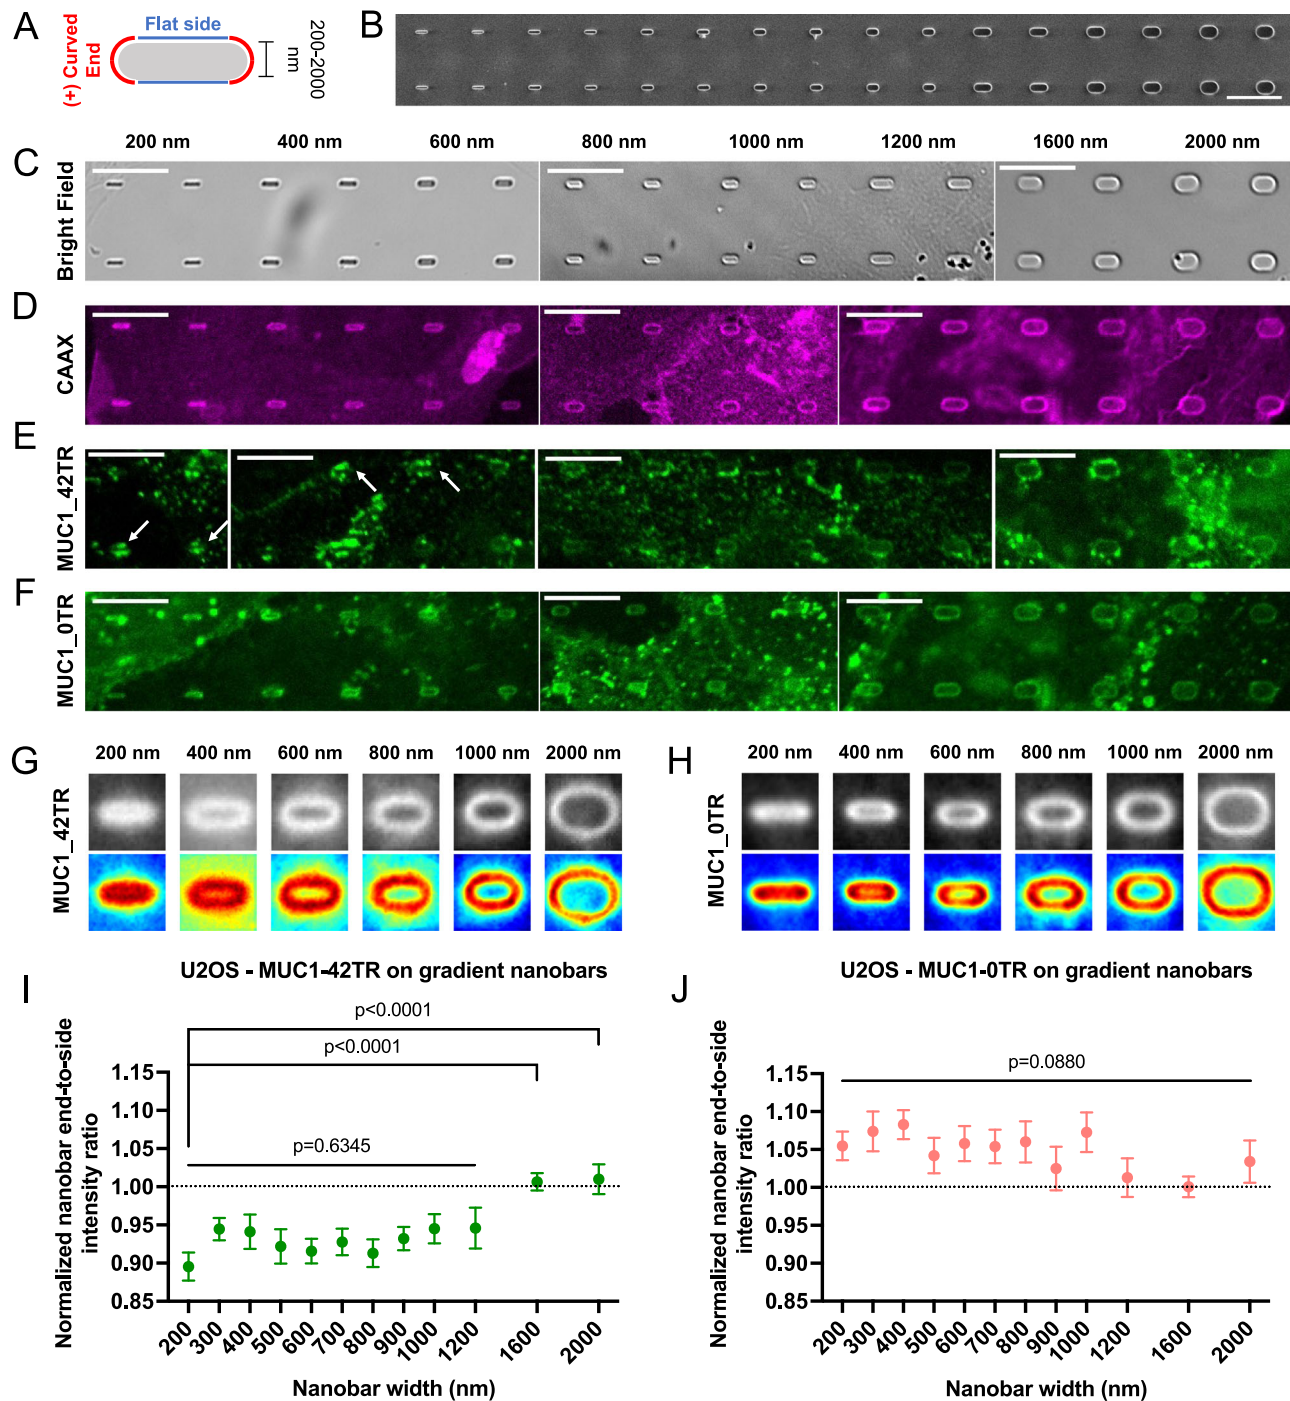 A
Flat side
(+) Curved
End
200-2000
nm
B
200 nm 400 nm 600 nm 800 nm 1000 nm 1200 nm 1600 nm 2000 nm
C
Bright Field
D
CAAX
E
MUC1_42TR
F
MUC1_0TR
G
200 nm 400 nm 600 nm 800 nm 1000 nm 2000 nm
MUC1_42TR
H
200 nm 400 nm 600 nm 800 nm 1000 nm 2000 nm
MUC1_0TR
I
U2OS - MUC1-42TR on gradient nanobars
p<0.0001
p<0.0001
p=0.6345
Normalized nanobar end-to-side
intensity ratio
1.15
1.10
1.05
1.00
0.95
0.90
0.85
200 300 400 500 600 700 800 900 1000 1200 1600 2000
Nanobar width (nm)
J
U2OS - MUC1-0TR on gradient nanobars
p=0.0880
Normalized nanobar end-to-side
intensity ratio
1.15
1.10
1.05
1.00
0.95
0.90
0.85
200 300 400 500 600 700 800 900 1000 1200 1600 2000
Nanobar width (nm)